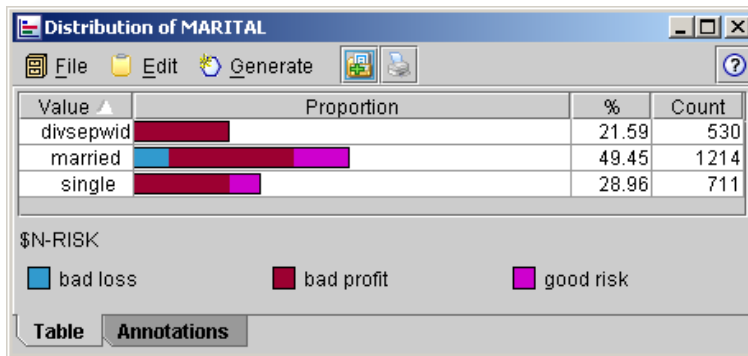 Distribution of MARITAL
File Edit Generate
Value Proportion % Count
divsepwid 21.59 530
married 49.45 1214
single 28.96 711
$N-RISK
bad loss bad profit good risk
Table Annotations